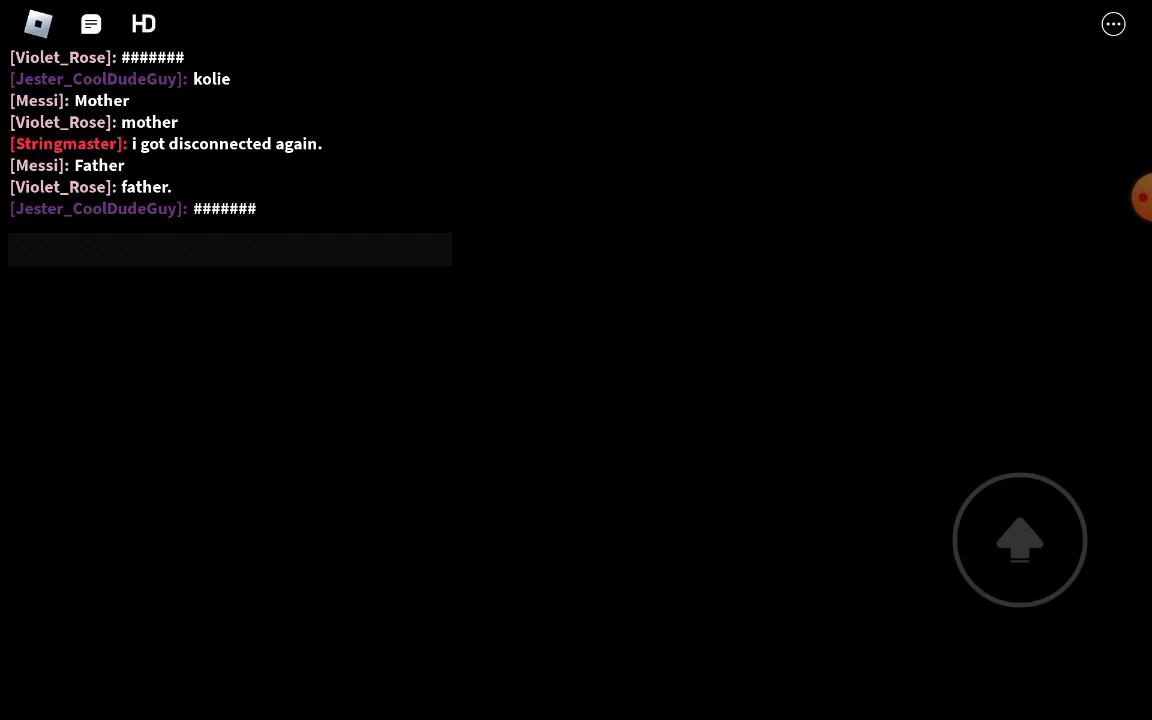 HD
[Violet_Rose]: #######
[Jester_CoolDudeGuy]: kolie
[Messi]: Mother
[Violet_Rose]: mother
[Stringmaster]: i got disconnected again.
[Messi]: Father
[Violet_Rose]: father.
[Jester_CoolDudeGuy]: #######